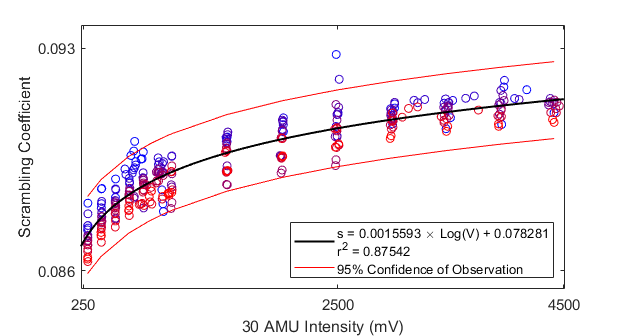 0.093
Scrambling Coefficient
0.086
s = 0.0015593 × Log(V) + 0.078281
r² = 0.87542
95% Confidence of Observation
250
2500
4500
30 AMU Intensity (mV)